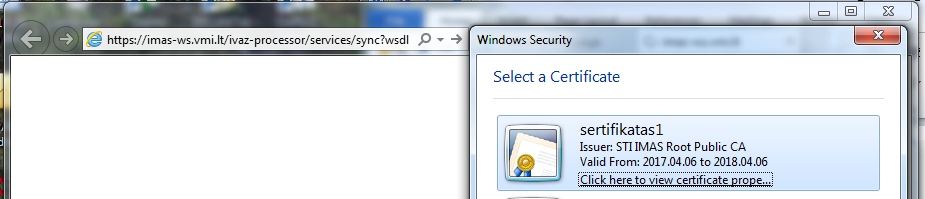 https://imas-ws.vmi.lt/ivaz-processor/services/sync?wsdl
Windows Security
Select a Certificate
sertifikatas1
Issuer: STI IMAS Root Public CA
Valid From: 2017.04.06 to 2018.04.06
Click here to view certificate prope...